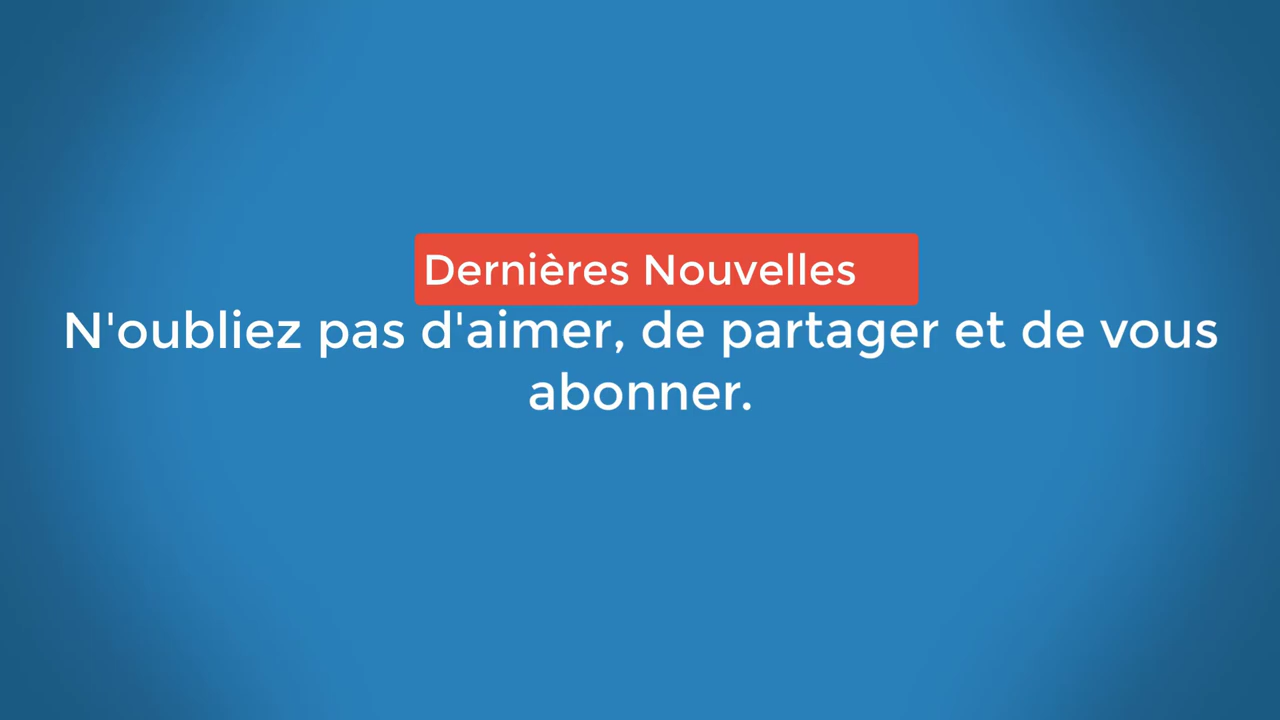 Dernières Nouvelles
N'oubliez pas d'aimer, de partager et de vous
abonner.